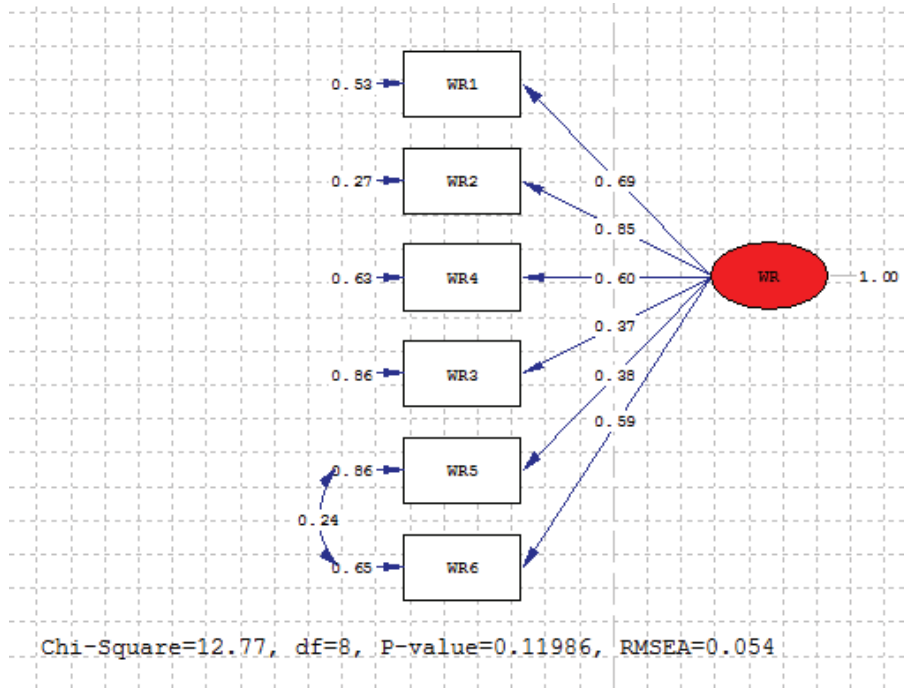 0.53 WR1
0.69
0.27 WR2
0.85
0.63 WR4 0.60 WR 1.00
0.37
0.86 WR3 0.38
0.59
0.86 WR5
0.24
0.65 WR6
Chi-Square=12.77, df=8, P-value=0.11986, RMSEA=0.054